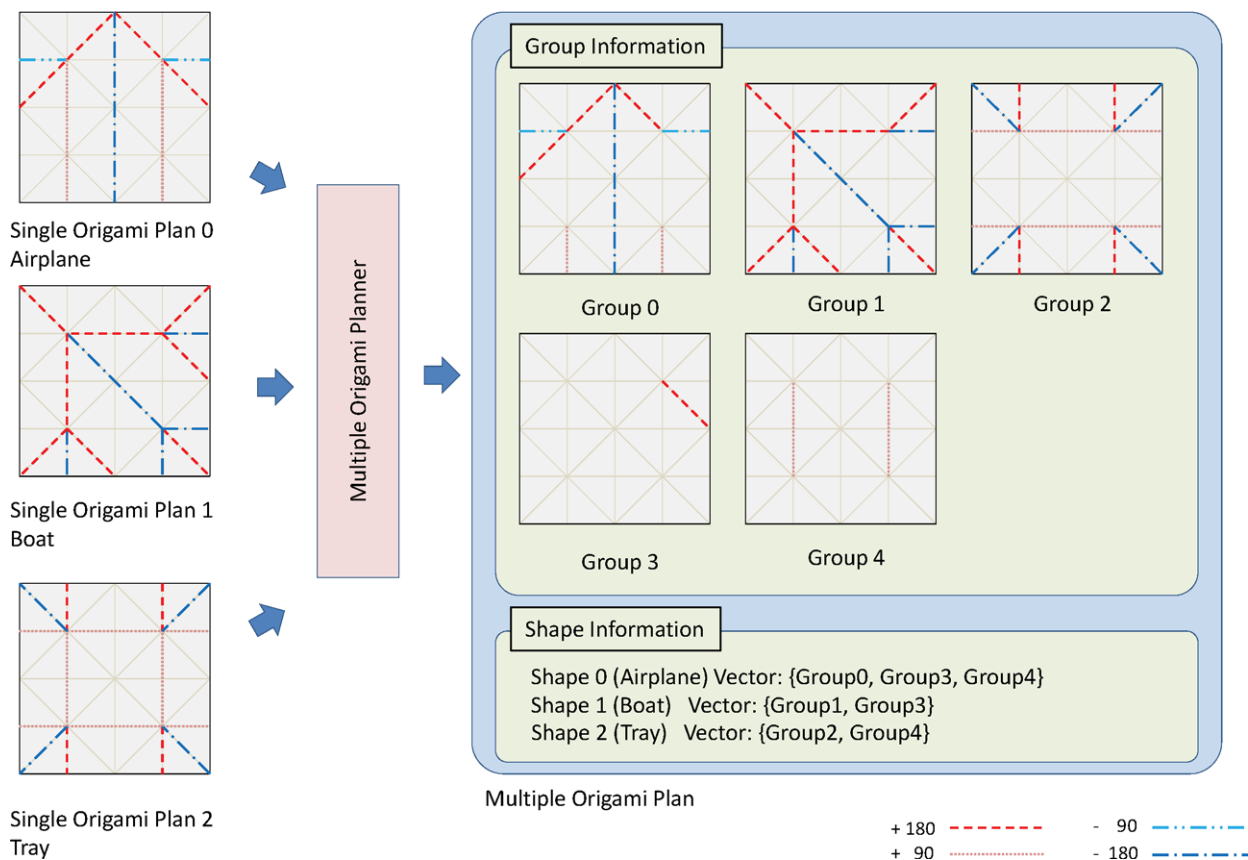 Single Origami Plan 0
Airplane
Single Origami Plan 1
Boat
Single Origami Plan 2
Tray
Multiple Origami Planner
Group Information
Group 0
Group 1
Group 2
Group 3
Group 4
Shape Information
Shape 0 (Airplane) Vector: {Group0, Group3, Group4}
Shape 1 (Boat) Vector: {Group1, Group3}
Shape 2 (Tray) Vector: {Group2, Group4}
Multiple Origami Plan
+ 180
- 90
+ 90
- 180